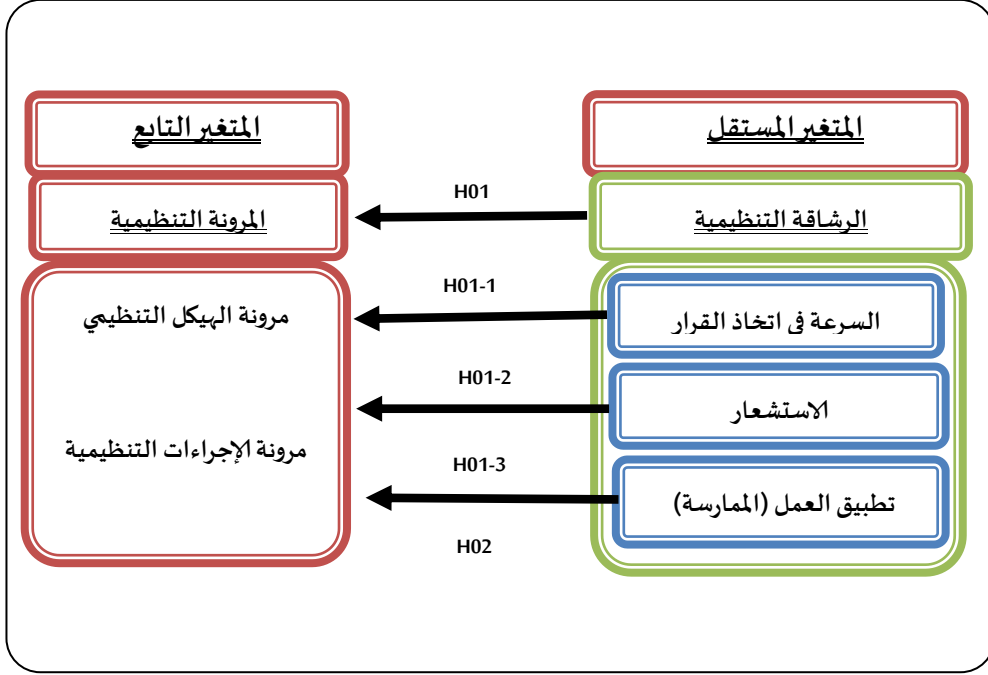 المتغير المستقل
المتغير التابع
H01
الرشاقة التنظيمية
المرونة التنظيمية
H01-1
السرعة في اتخاذ القرار
مرونة الهيكل التنظيمي
H01-2
الاستشعار
مرونة الإجراءات التنظيمية
H01-3
تطبيق العمل (الممارسة)
H02